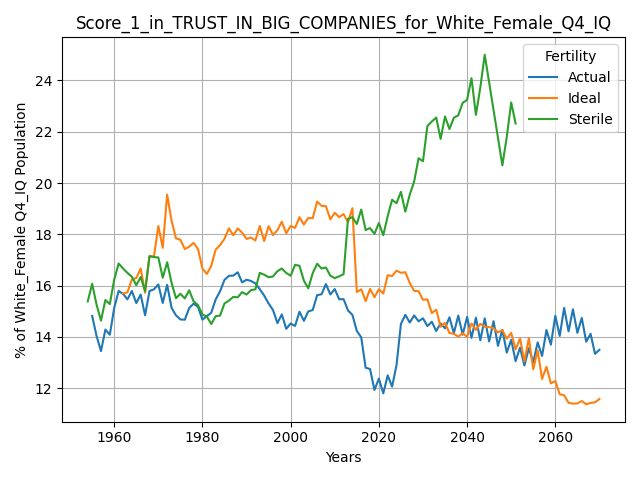 Score_1_in_TRUST_IN_BIG_COMPANIES_for_White_Female_Q4_IQ
% of White_Female Q4_IQ Population
24
22
20
18
16
14
12
Fertility
Actual
Ideal
Sterile
1960 1980 2000 2020 2040 2060
Years